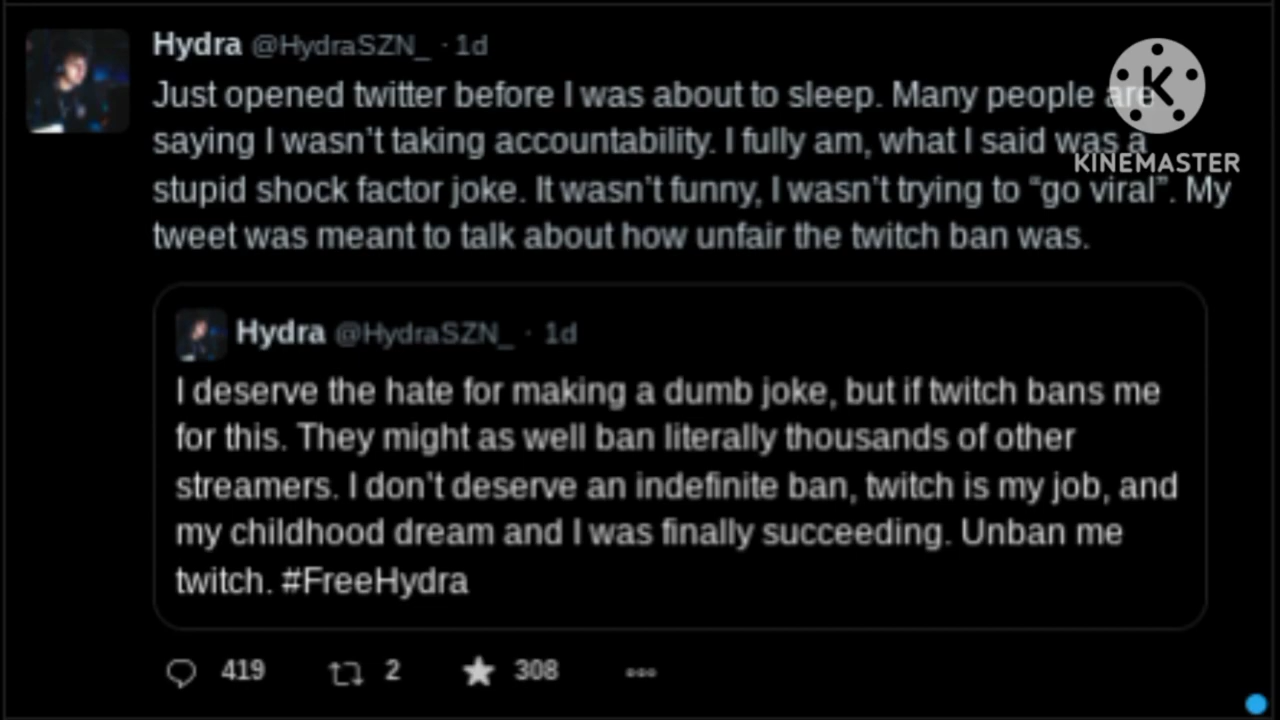 Hydra @HydraSZN_ · 1d
Just opened twitter before I was about to sleep. Many people are
saying I wasn't taking accountability. I fully am, what I said was a
stupid shock factor joke. It wasn't funny, I wasn't trying to “go viral”. My
tweet was meant to talk about how unfair the twitch ban was.
K
KINEMASTER
Hydra @HydraSZN_ · 1d
I deserve the hate for making a dumb joke, but if twitch bans me
for this. They might as well ban literally thousands of other
streamers. I don't deserve an indefinite ban, twitch is my job, and
my childhood dream and I was finally succeeding. Unban me
twitch. #FreeHydra
419 2 308